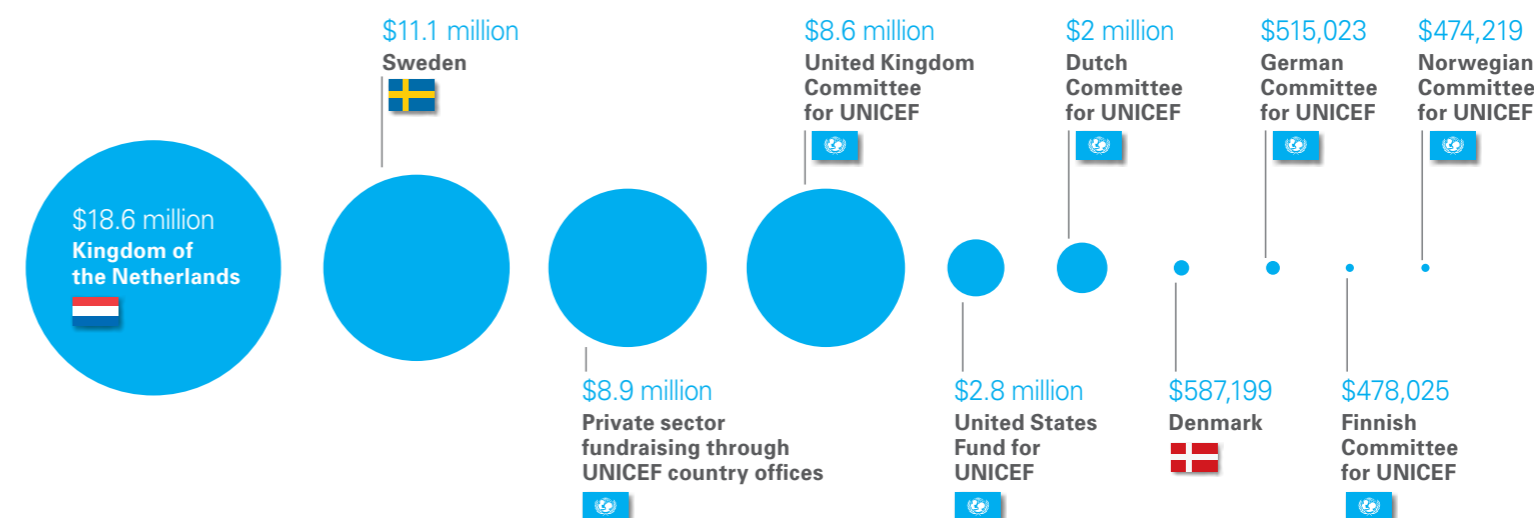 $18.6 million
Kingdom of
the Netherlands
$11.1 million
Sweden
$8.9 million
Private sector
fundraising through
UNICEF country offices
$8.6 million
United Kingdom
Committee
for UNICEF
$2.8 million
United States
Fund for
UNICEF
$2 million
Dutch
Committee
for UNICEF
$587,199
Denmark
$515,023
German
Committee
for UNICEF
$478,025
Finnish
Committee
for UNICEF
$474,219
Norwegian
Committee
for UNICEF